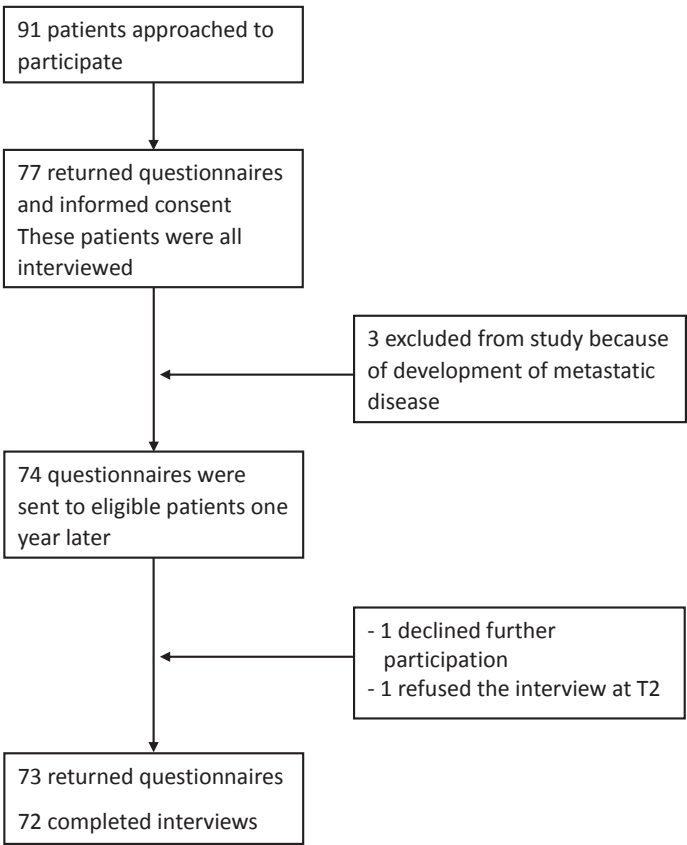 91 patients approached to
participate
77 returned questionnaires
and informed consent
These patients were all
interviewed
3 excluded from study because
of development of metastatic
disease
74 questionnaires were
sent to eligible patients one
year later
- 1 declined further
participation
- 1 refused the interview at T2
73 returned questionnaires
72 completed interviews